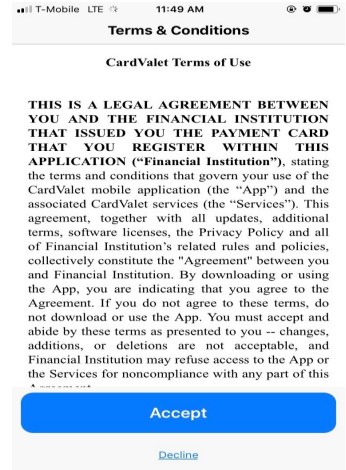 T-Mobile LTE 11:49 AM
Terms & Conditions
CardValet Terms of Use
THIS IS A LEGAL AGREEMENT BETWEEN
YOU AND THE FINANCIAL INSTITUTION
THAT ISSUED YOU THE PAYMENT CARD
THAT YOU REGISTER WITHIN THIS
APPLICATION (“Financial Institution”), stating
the terms and conditions that govern your use of the
CardValet mobile application (the “App”) and the
associated CardValet services (the “Services”). This
agreement, together with all updates, additional
terms, software licenses, the Privacy Policy and all
of Financial Institution’s related rules and policies,
collectively constitute the "Agreement" between you
and Financial Institution. By downloading or using
the App, you are indicating that you agree to the
Agreement. If you do not agree to these terms, do
not download or use the App. You must accept and
abide by these terms as presented to you -- changes,
additions, or deletions are not acceptable, and
Financial Institution may refuse access to the App or
the Services for noncompliance with any part of this
Accept
Decline